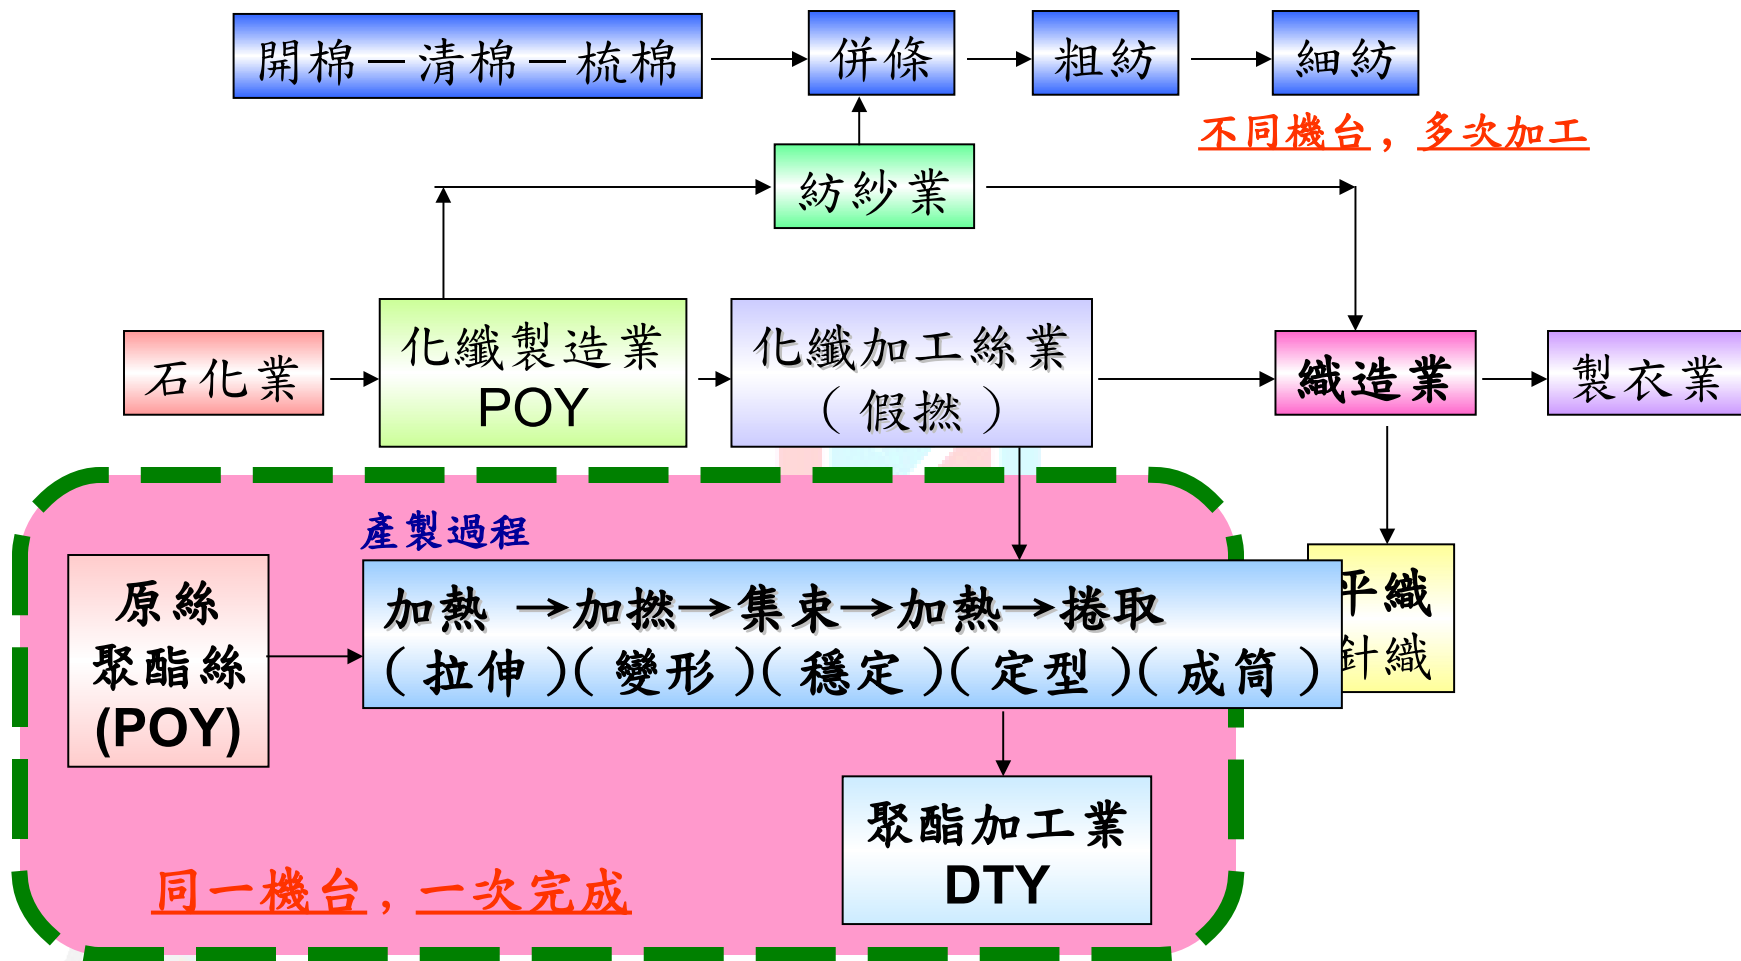 開棉－清棉－梳棉
併條
粗紡
細紡
不同機台，多次加工
紡紗業
石化業
化纖製造業
POY
化纖加工絲業
（假撚）
織造業
製衣業
產製過程
原絲
聚酯絲
(POY)
加熱 →加撚→集束→加熱→捲取
（拉伸）（變形）（穩定）（定型）（成筒）
平織
針織
聚酯加工業
DTY
同一機台，一次完成